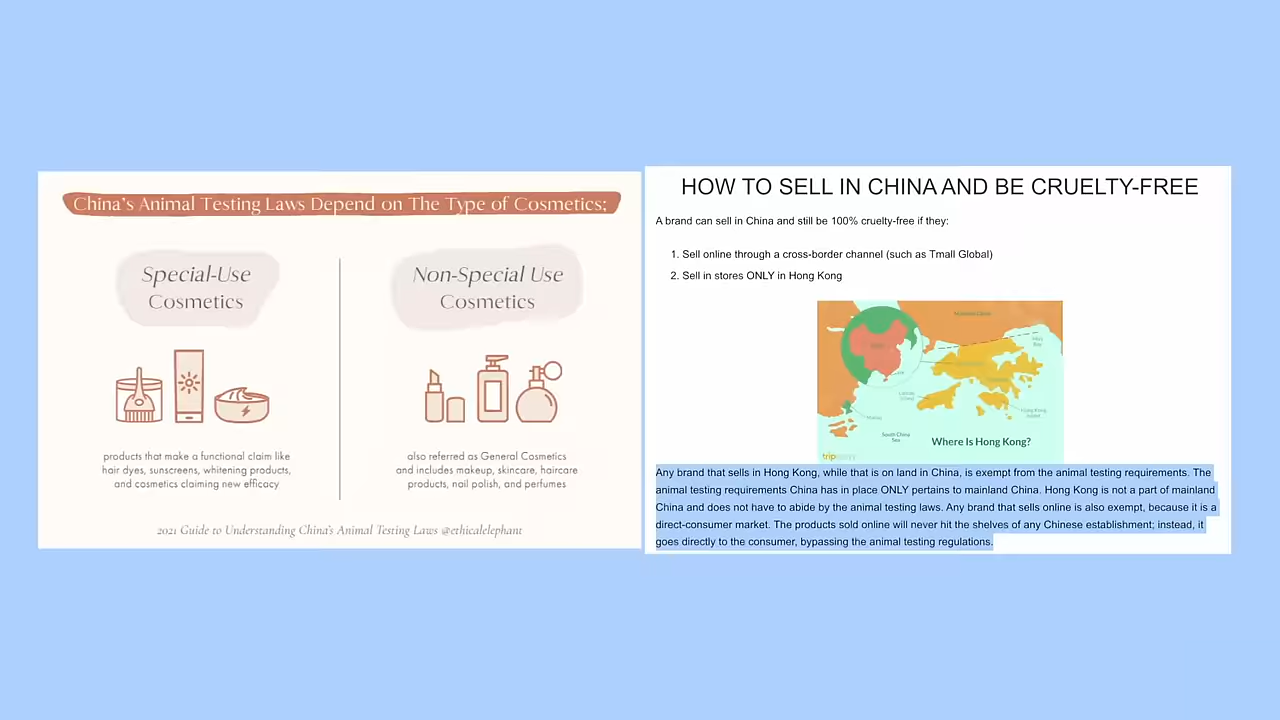 China's Animal Testing Laws Depend on The Type of Cosmetics;
Special-Use
Cosmetics
Non-Special Use
Cosmetics
products that make a functional claim like
hair dyes, sunscreens, whitening products,
and cosmetics claiming new efficacy
also referred as General Cosmetics
and includes makeup, skincare, haircare
products, nail polish, and perfumes
2021 Guide to Understanding China's Animal Testing Laws @ethicalelephant
HOW TO SELL IN CHINA AND BE CRUELTY-FREE
A brand can sell in China and still be 100% cruelty-free if they:
1. Sell online through a cross-border channel (such as Tmall Global)
2. Sell in stores ONLY in Hong Kong
South China
Sea
Hong Kong
Island
Where Is Hong Kong?
Any brand that sells in Hong Kong, while that is on land in China, is exempt from the animal testing requirements. The
animal testing requirements China has in place ONLY pertains to mainland China. Hong Kong is not a part of mainland
China and does not have to abide by the animal testing laws. Any brand that sells online is also exempt, because it is a
direct-consumer market. The products sold online will never hit the shelves of any Chinese establishment; instead, it
goes directly to the consumer, bypassing the animal testing regulations.